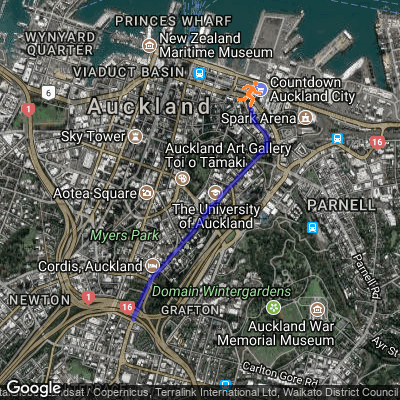 PRINCES WHARF
WYNYARD
QUARTER
New Zealand
Maritime Museum
VIADUCT BASIN
6
Countdown
Auckland City
1
Auckland
Spark Arena
Sky Tower
Auckland Art Gallery
Toi o Tāmaki
16
Aotea Square
The University
of Auckland
PARNELL
Myers Park
Cordis, Auckland
Parnell Rd
NEWTON
1
16
Domain Wintergardens
GRAFTON
Auckland War
Memorial Museum
Ayr St
Carlton Gore Rd
Google
/ Copernicus, Terralink International Ltd, Waikato District Council